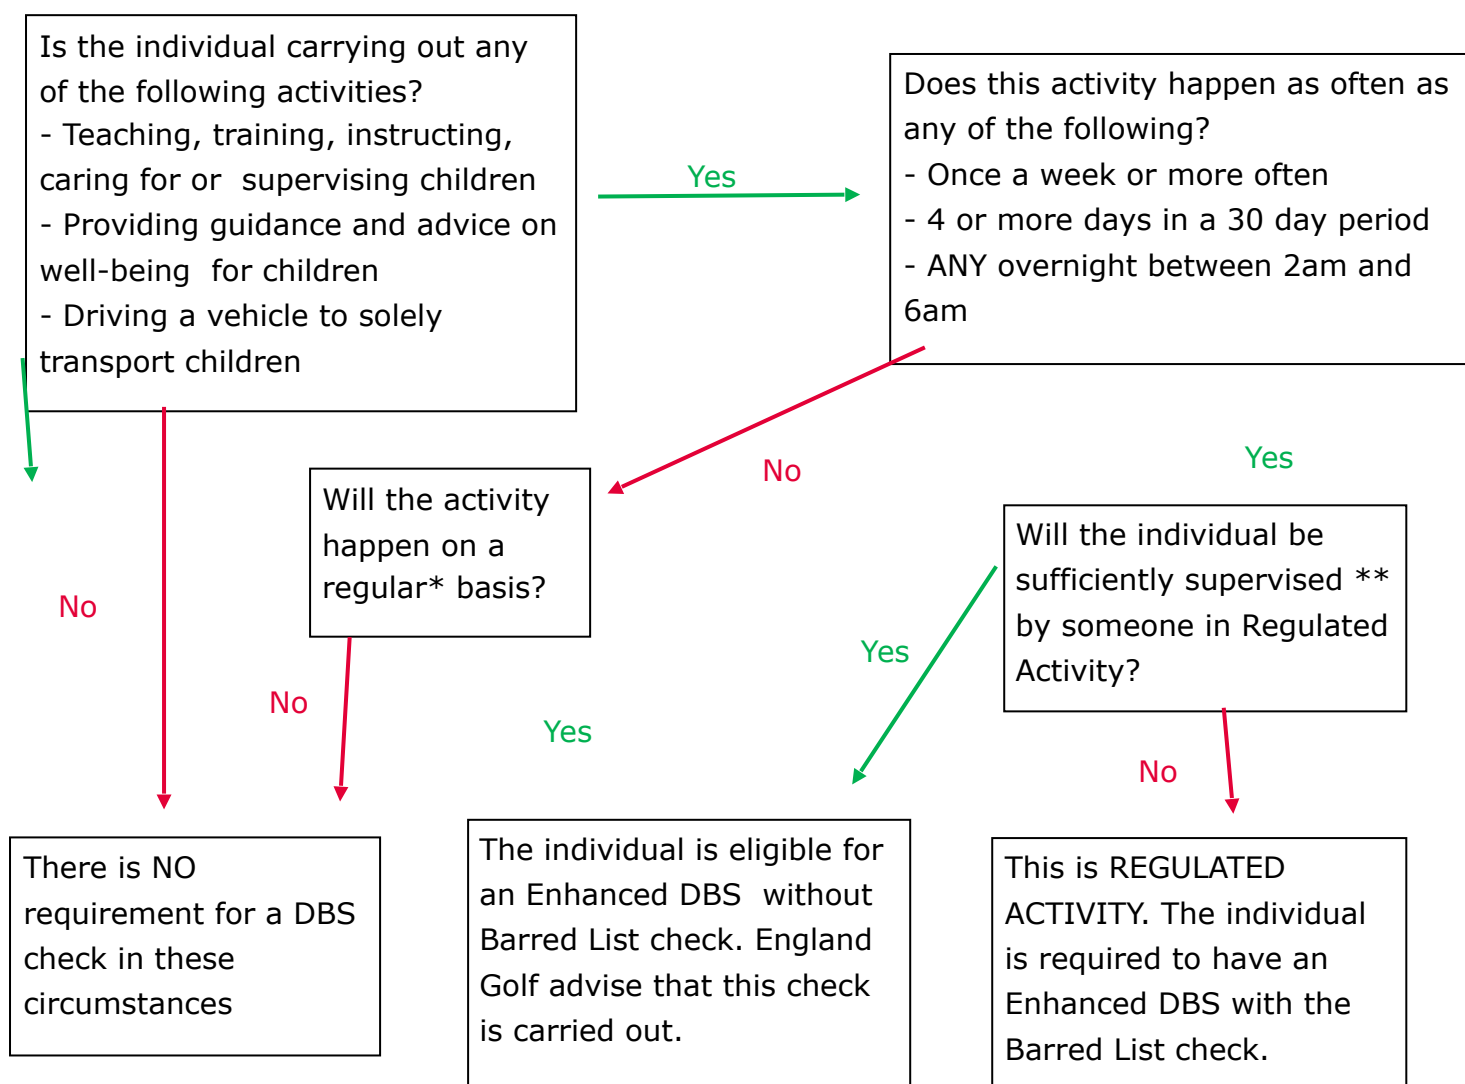 Is the individual carrying out any
of the following activities?
- Teaching, training, instructing,
caring for or  supervising children
- Providing guidance and advice on
well-being  for children
- Driving a vehicle to solely
transport children
Yes
Does this activity happen as often as
any of the following?
- Once a week or more often
- 4 or more days in a 30 day period
- ANY overnight between 2am and
6am
No
Yes
Will the activity
happen on a
regular* basis?
Will the individual be
sufficiently supervised **
by someone in Regulated
Activity?
No
No
Yes
Yes
No
There is NO
requirement for a DBS
check in these
circumstances
The individual is eligible for
an Enhanced DBS  without
Barred List check. England
Golf advise that this check
is carried out.
This is REGULATED
ACTIVITY. The individual
is required to have an
Enhanced DBS with the
Barred List check.